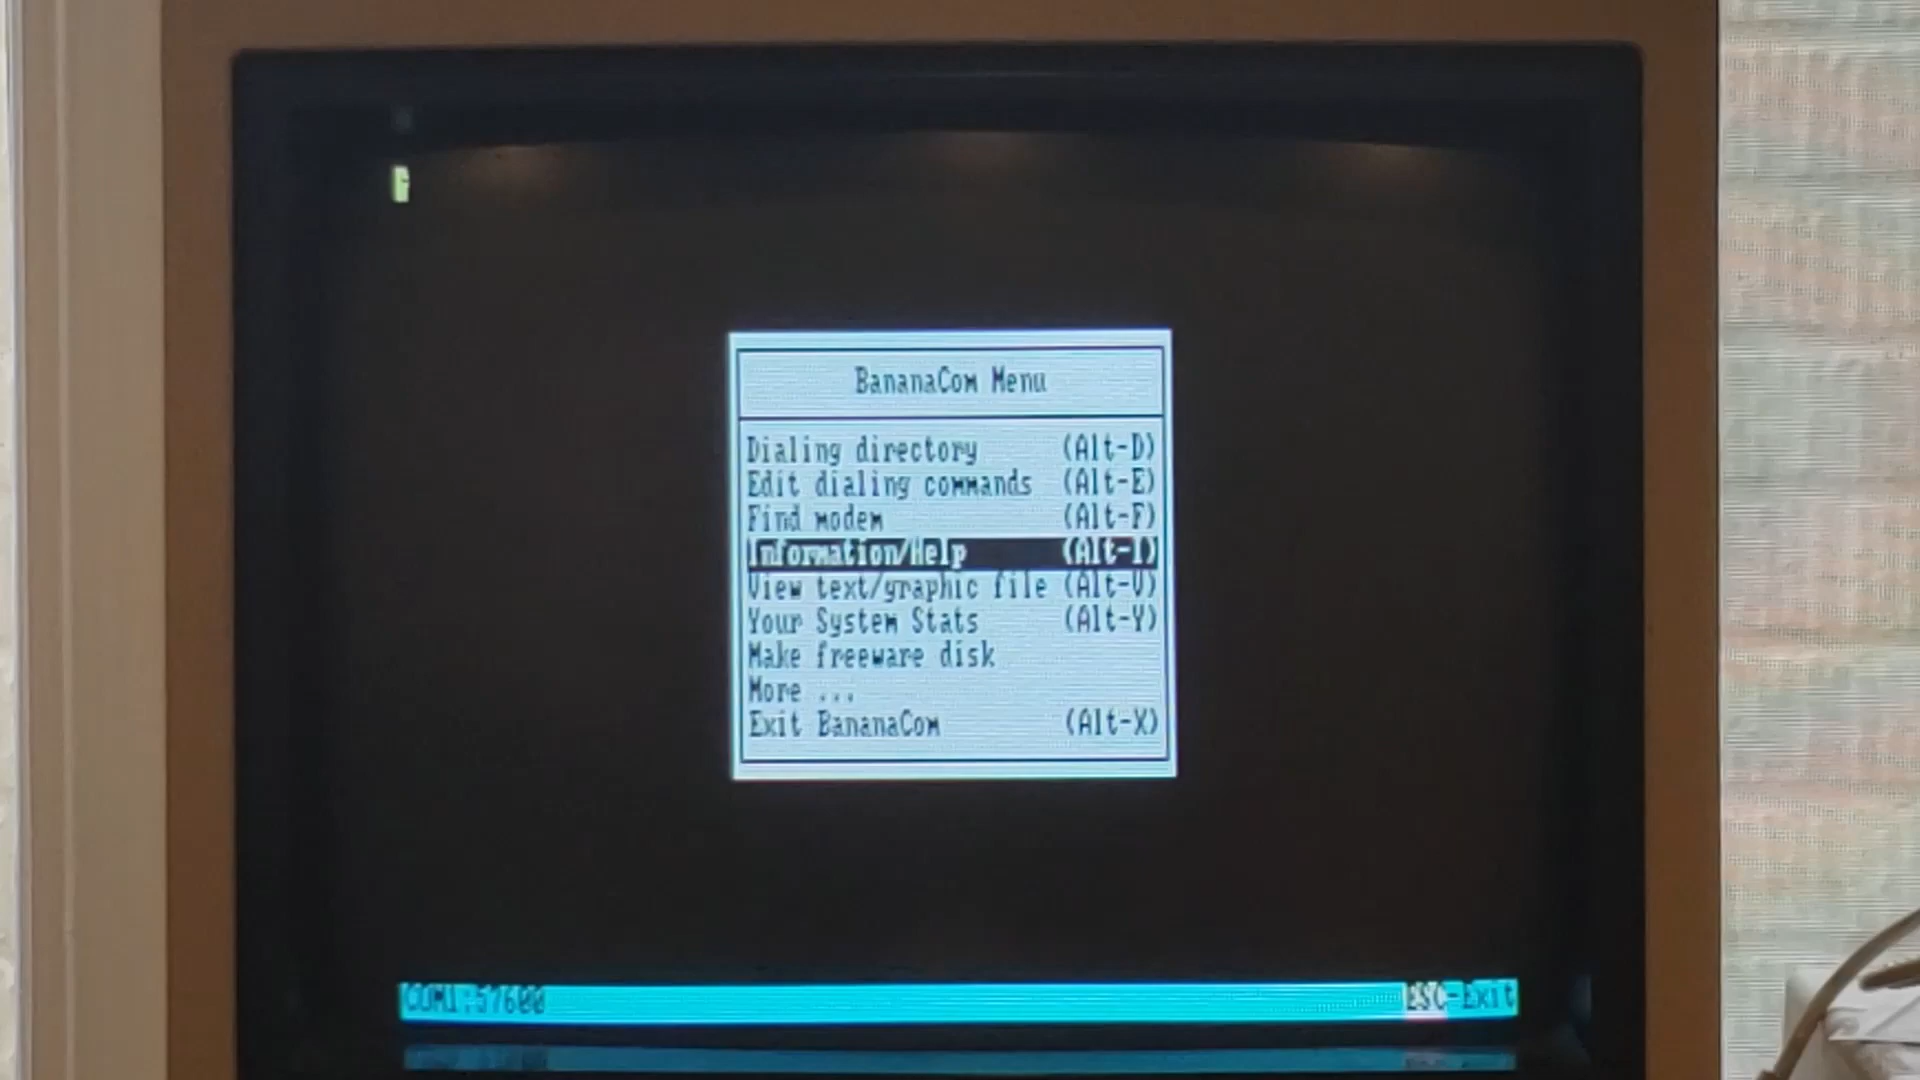 BananaCom Menu
Dialing directory (Alt-D)
Edit dialing commands (Alt-E)
Find modem (Alt-F)
Information/Help (Alt-I)
View text/graphic file (Alt-V)
Your System Stats (Alt-Y)
Make freeware disk
More ...
Exit BananaCom (Alt-X)
COM1:57600 ESC-Exit